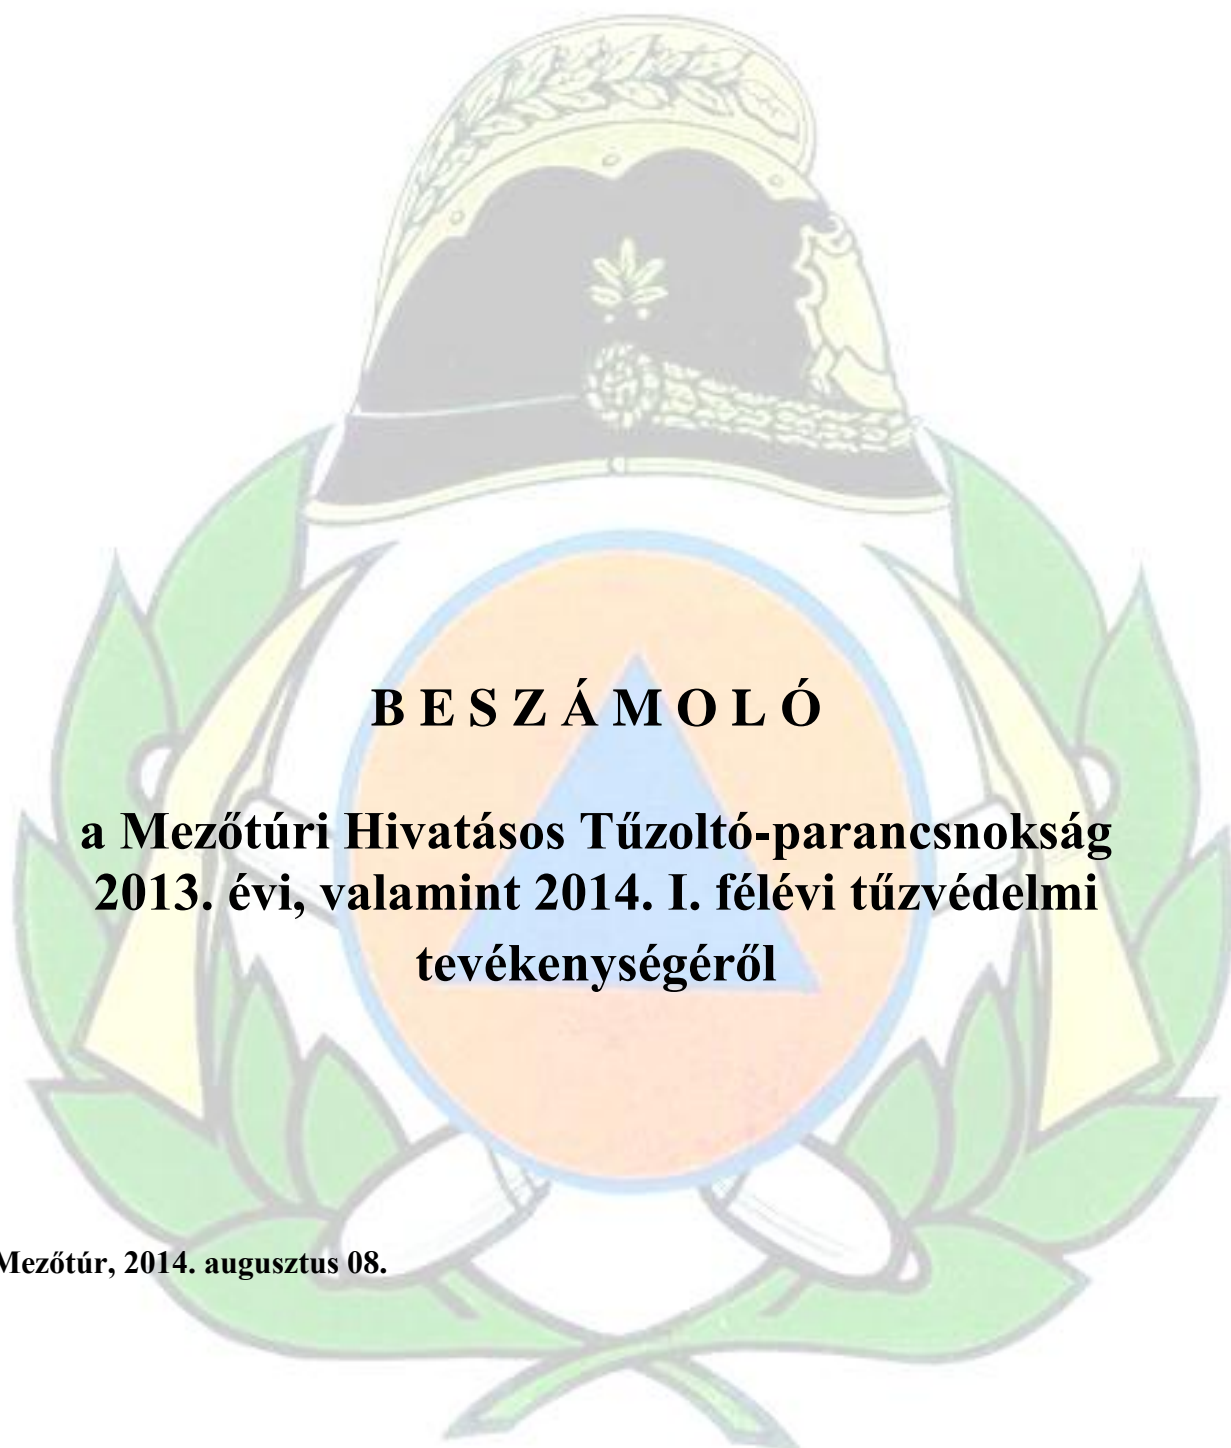 B E S Z Á M O L Ó
a Mezőtúri Hivatásos Tűzoltó-parancsnokság
2013. évi, valamint 2014. I. félévi tűzvédelmi
tevékenységéről
Mezőtúr, 2014. augusztus 08.